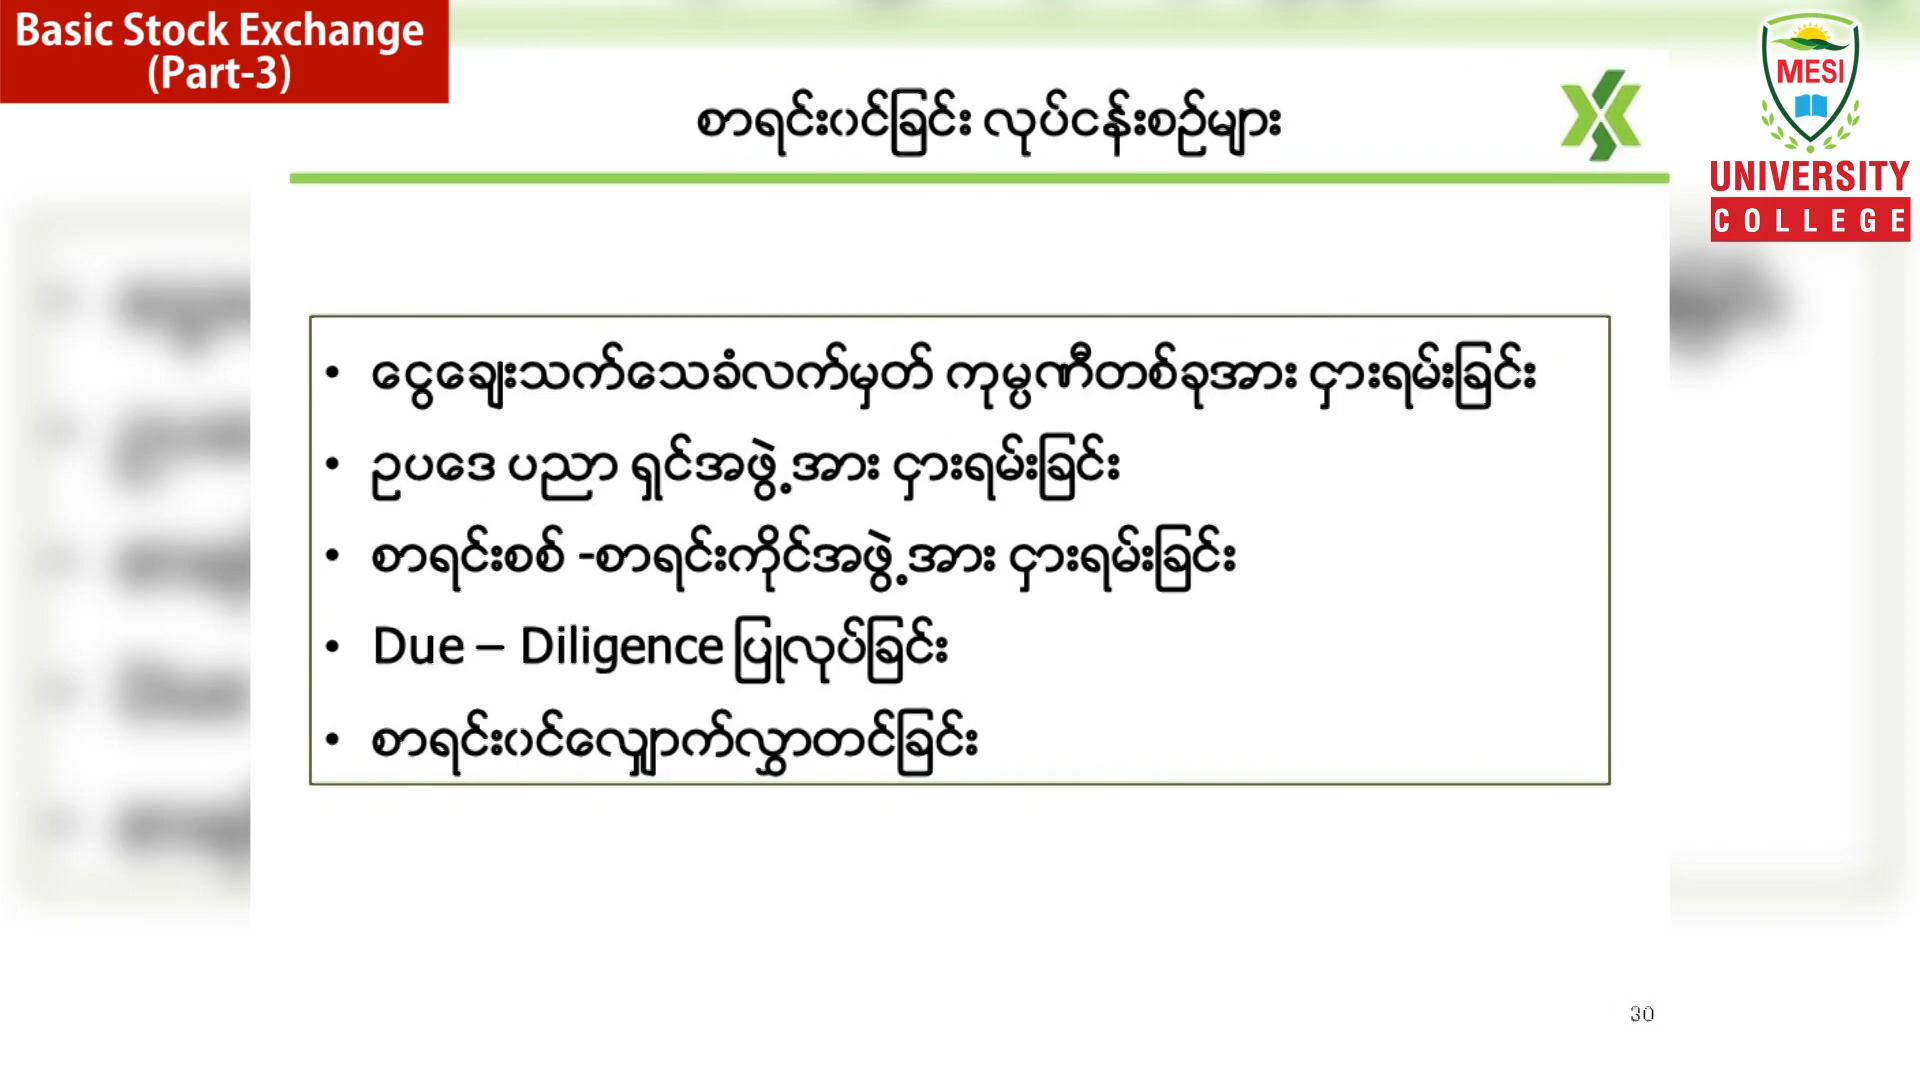 Basic Stock Exchange
(Part-3)
MESI
UNIVERSITY
COLLEGE
စာရင်းဝင်ခြင်း လုပ်ငန်းစဉ်များ
• ငွေချေးသက်သေခံလက်မှတ် ကုမ္ပဏီတစ်ခုအား ငှားရမ်းခြင်း
• ဥပဒေ ပညာ ရှင်အဖွဲ့အား ငှားရမ်းခြင်း
• စာရင်းစစ် -စာရင်းကိုင်အဖွဲ့အား ငှားရမ်းခြင်း
• Due – Diligence ပြုလုပ်ခြင်း
• စာရင်းဝင်လျှောက်လွှာတင်ခြင်း
30